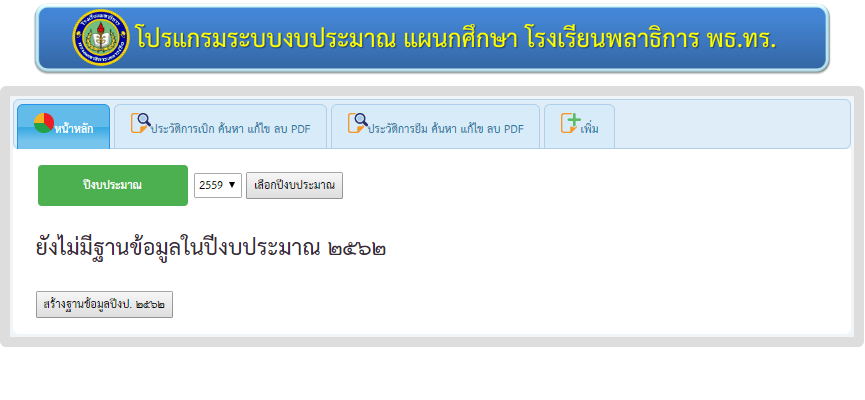 โปรแกรมระบบงบประมาณ แผนกศึกษา โรงเรียนพลาธิการ พธ.ทร.
หน้าหลัก
ประวัติการเบิก ค้นหา แก้ไข ลบ PDF
ประวัติการยืม ค้นหา แก้ไข ลบ PDF
เพิ่ม
ปีงบประมาณ 2559 เลือกปีงบประมาณ
ยังไม่มีฐานข้อมูลในปีงบประมาณ ๒๕๖๒
สร้างฐานข้อมูลปีงป. ๒๕๖๒